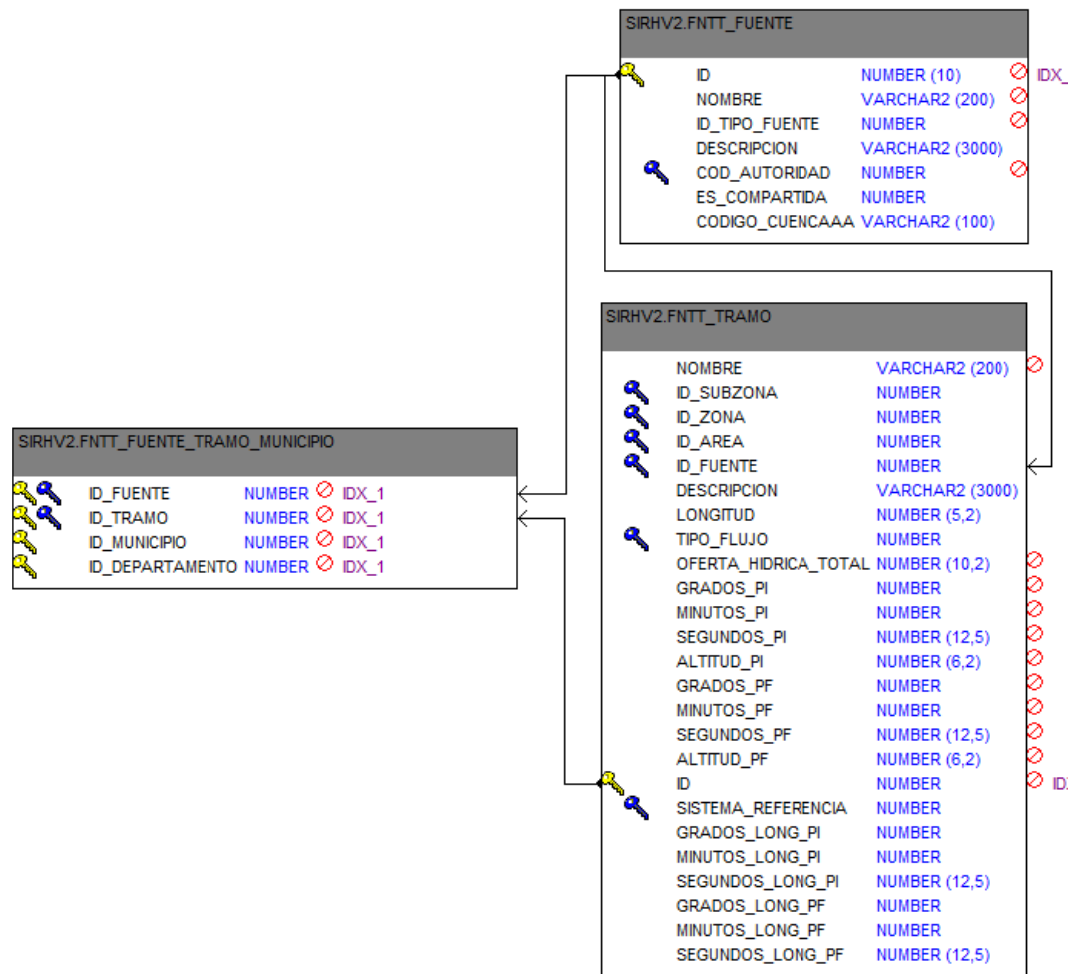 SIRHV2.FNTT_FUENTE
ID NUMBER (10) IDX_
NOMBRE VARCHAR2 (200)
ID_TIPO_FUENTE NUMBER
DESCRIPCION VARCHAR2 (3000)
COD_AUTORIDAD NUMBER
ES_COMPARTIDA NUMBER
CODIGO_CUENCAAA VARCHAR2 (100)
SIRHV2.FNTT_TRAMO
NOMBRE VARCHAR2 (200)
ID_SUBZONA NUMBER
ID_ZONA NUMBER
ID_AREA NUMBER
ID_FUENTE NUMBER
DESCRIPCION VARCHAR2 (3000)
LONGITUD NUMBER (5,2)
TIPO_FLUJO NUMBER
OFERTA_HIDRICA_TOTAL NUMBER (10,2)
GRADOS_PI NUMBER
MINUTOS_PI NUMBER
SEGUNDOS_PI NUMBER (12,5)
ALTITUD_PI NUMBER (6,2)
GRADOS_PF NUMBER
MINUTOS_PF NUMBER
SEGUNDOS_PF NUMBER (12,5)
ALTITUD_PF NUMBER (6,2)
ID NUMBER
SISTEMA_REFERENCIA NUMBER
GRADOS_LONG_PI NUMBER
MINUTOS_LONG_PI NUMBER
SEGUNDOS_LONG_PI NUMBER (12,5)
GRADOS_LONG_PF NUMBER
MINUTOS_LONG_PF NUMBER
SEGUNDOS_LONG_PF NUMBER (12,5)
SIRHV2.FNTT_FUENTE_TRAMO_MUNICIPIO
ID_FUENTE NUMBER IDX_1
ID_TRAMO NUMBER IDX_1
ID_MUNICIPIO NUMBER IDX_1
ID_DEPARTAMENTO NUMBER IDX_1